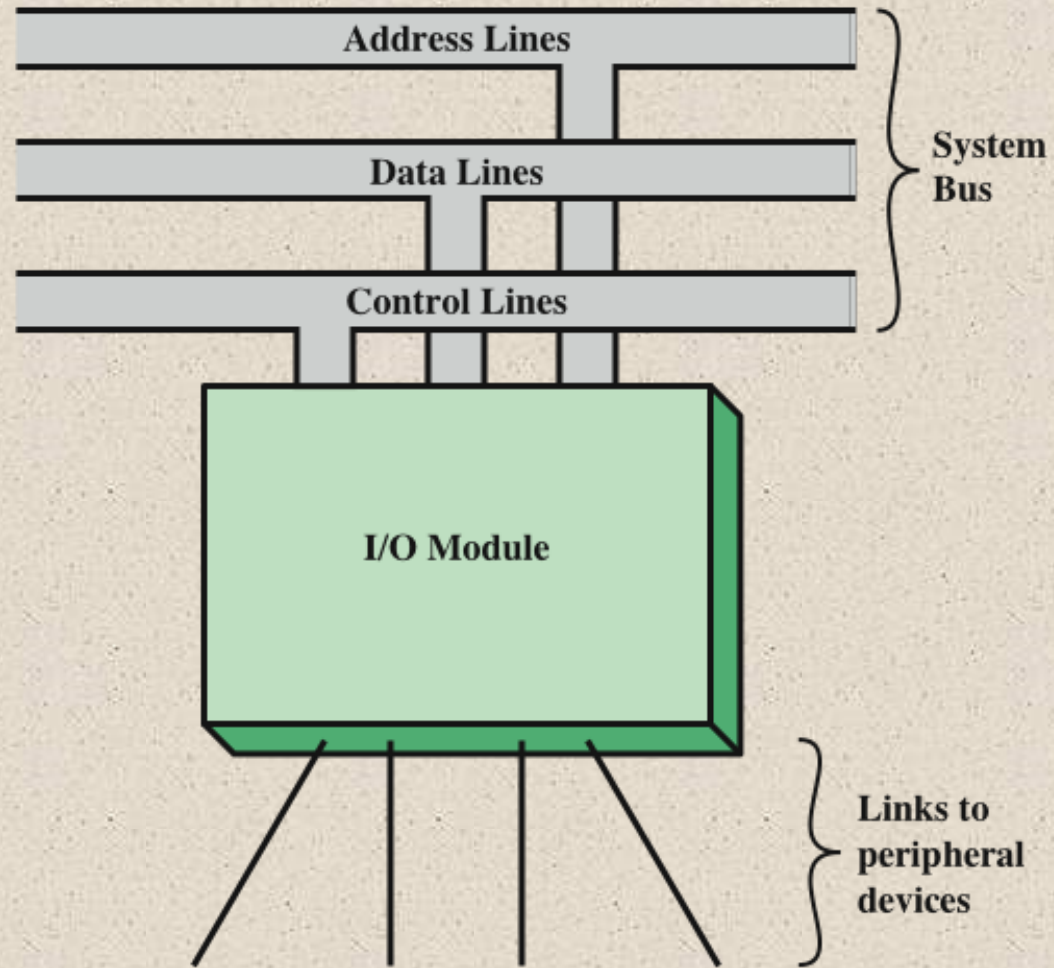 Address Lines
Data Lines
Control Lines
System
Bus
I/O Module
Links to
peripheral
devices